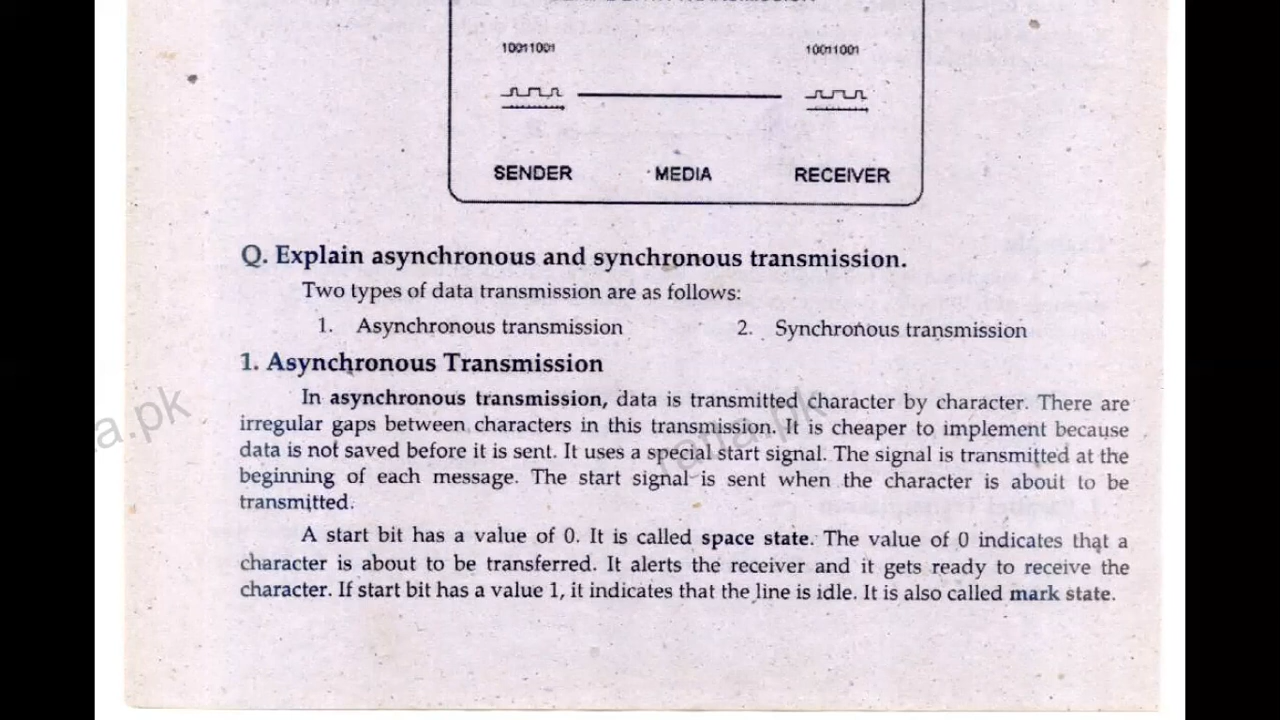 10011001 10011001
SENDER MEDIA RECEIVER
Q. Explain asynchronous and synchronous transmission.
Two types of data transmission are as follows:
1. Asynchronous transmission 2. Synchronous transmission
1. Asynchronous Transmission
In asynchronous transmission, data is transmitted character by character. There are
irregular gaps between characters in this transmission. It is cheaper to implement because
data is not saved before it is sent. It uses a special start signal. The signal is transmitted at the
beginning of each message. The start signal is sent when the character is about to be
transmitted.
A start bit has a value of 0. It is called space state. The value of 0 indicates that a
character is about to be transferred. It alerts the receiver and it gets ready to receive the
character. If start bit has a value 1, it indicates that the line is idle. It is also called mark state.